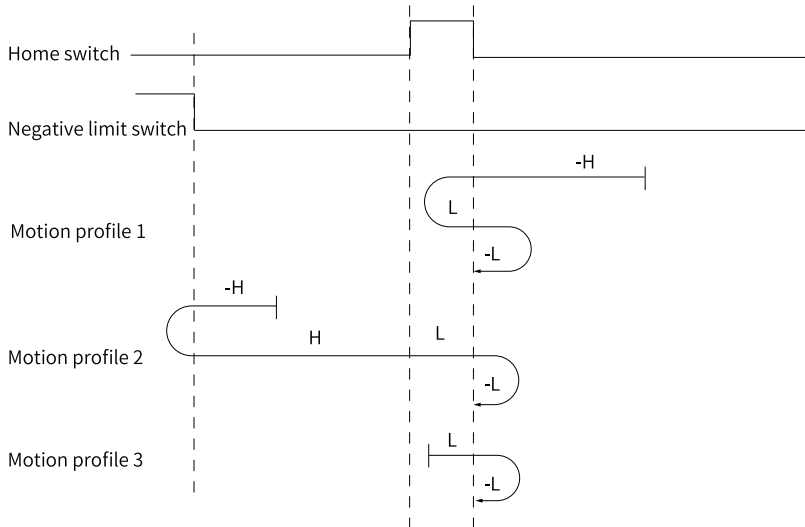 Home switch
Negative limit switch
-H
L
Motion profile 1
-L
-H
H
L
Motion profile 2
-L
L
Motion profile 3
-L